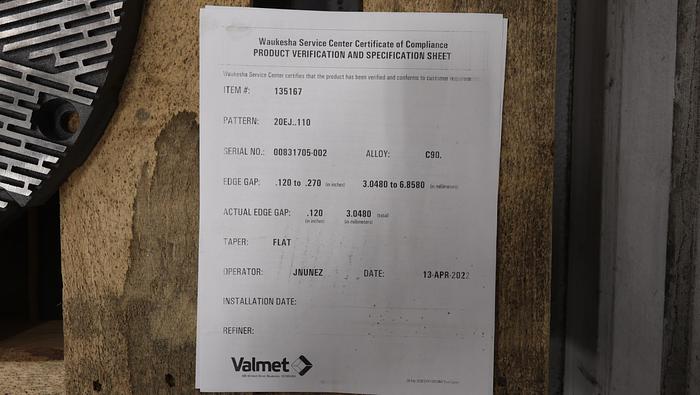 Waukesha Service Center Certificate of Compliance
PRODUCT VERIFICATION AND SPECIFICATION SHEET
Waukesha Service Center certifies that the product has been verified and conforms to customer
ITEM #: 135167
PATTERN: 20EJ..110
SERIAL NO.: 00831705-002 ALLOY: C90.
EDGE GAP: .120 to .270 (in inches) 3.0480 to 6.8580 (in millimeters)
ACTUAL EDGE GAP: .120 3.0480 (total)
(in inches) (in millimeters)
TAPER: FLAT
OPERATOR: JNUNEZ DATE: 13-APR-2022
INSTALLATION DATE:
REFINER:
Valmet